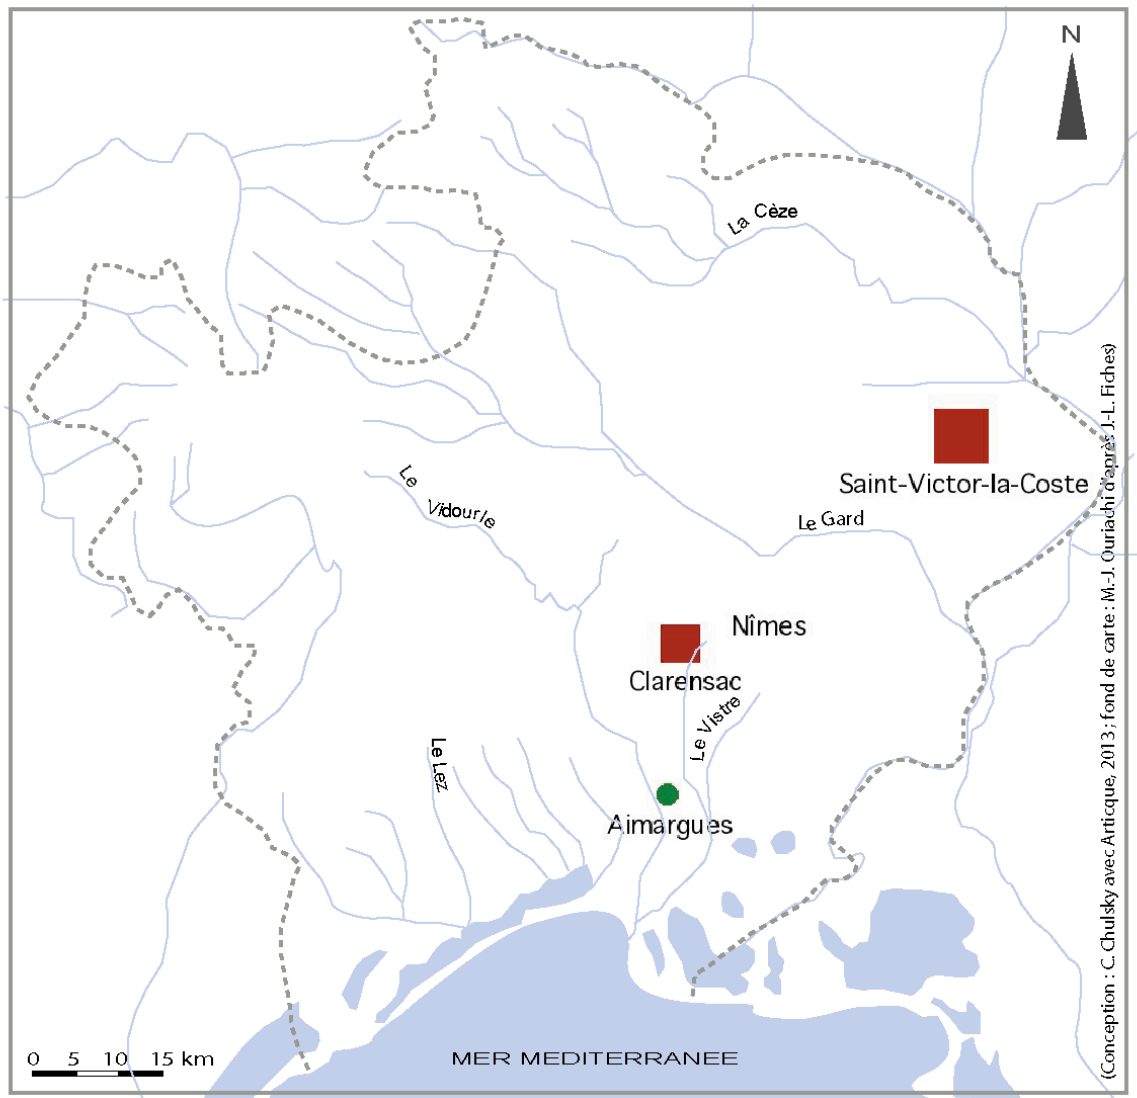 N
La Cèze
Saint-Victor-la-Coste
Le Vidourle
Le Gard
Nîmes
Clarensac
Le Vistre
Le Lez
Aimargues
0 5 10 15 km
MER MEDITERRANEE
(Conception : C. Chulsky avec Articque, 2013 ; fond de carte : M.-J. Ouriachi d'après J.-L. Fiches)